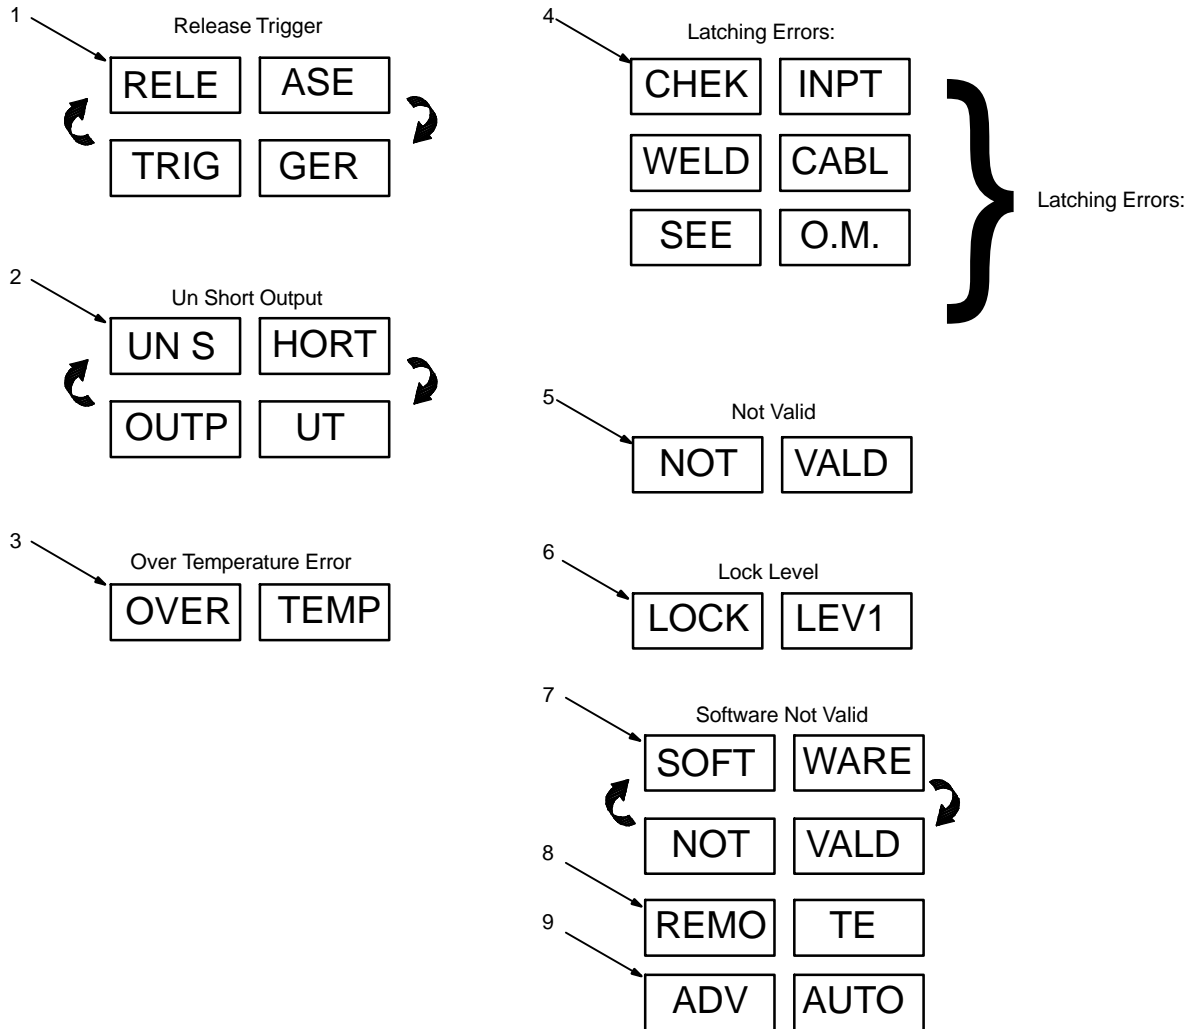 1
Release Trigger
RELE ASE
TRIG GER
2
Un Short Output
UN S HORT
OUTP UT
3
Over Temperature Error
OVER TEMP
4
Latching Errors:
CHEK INPT
WELD CABL
SEE O.M.
Latching Errors:
5
Not Valid
NOT VALD
6
Lock Level
LOCK LEV1
7
Software Not Valid
SOFT WARE
NOT VALD
8
REMO TE
9
ADV AUTO